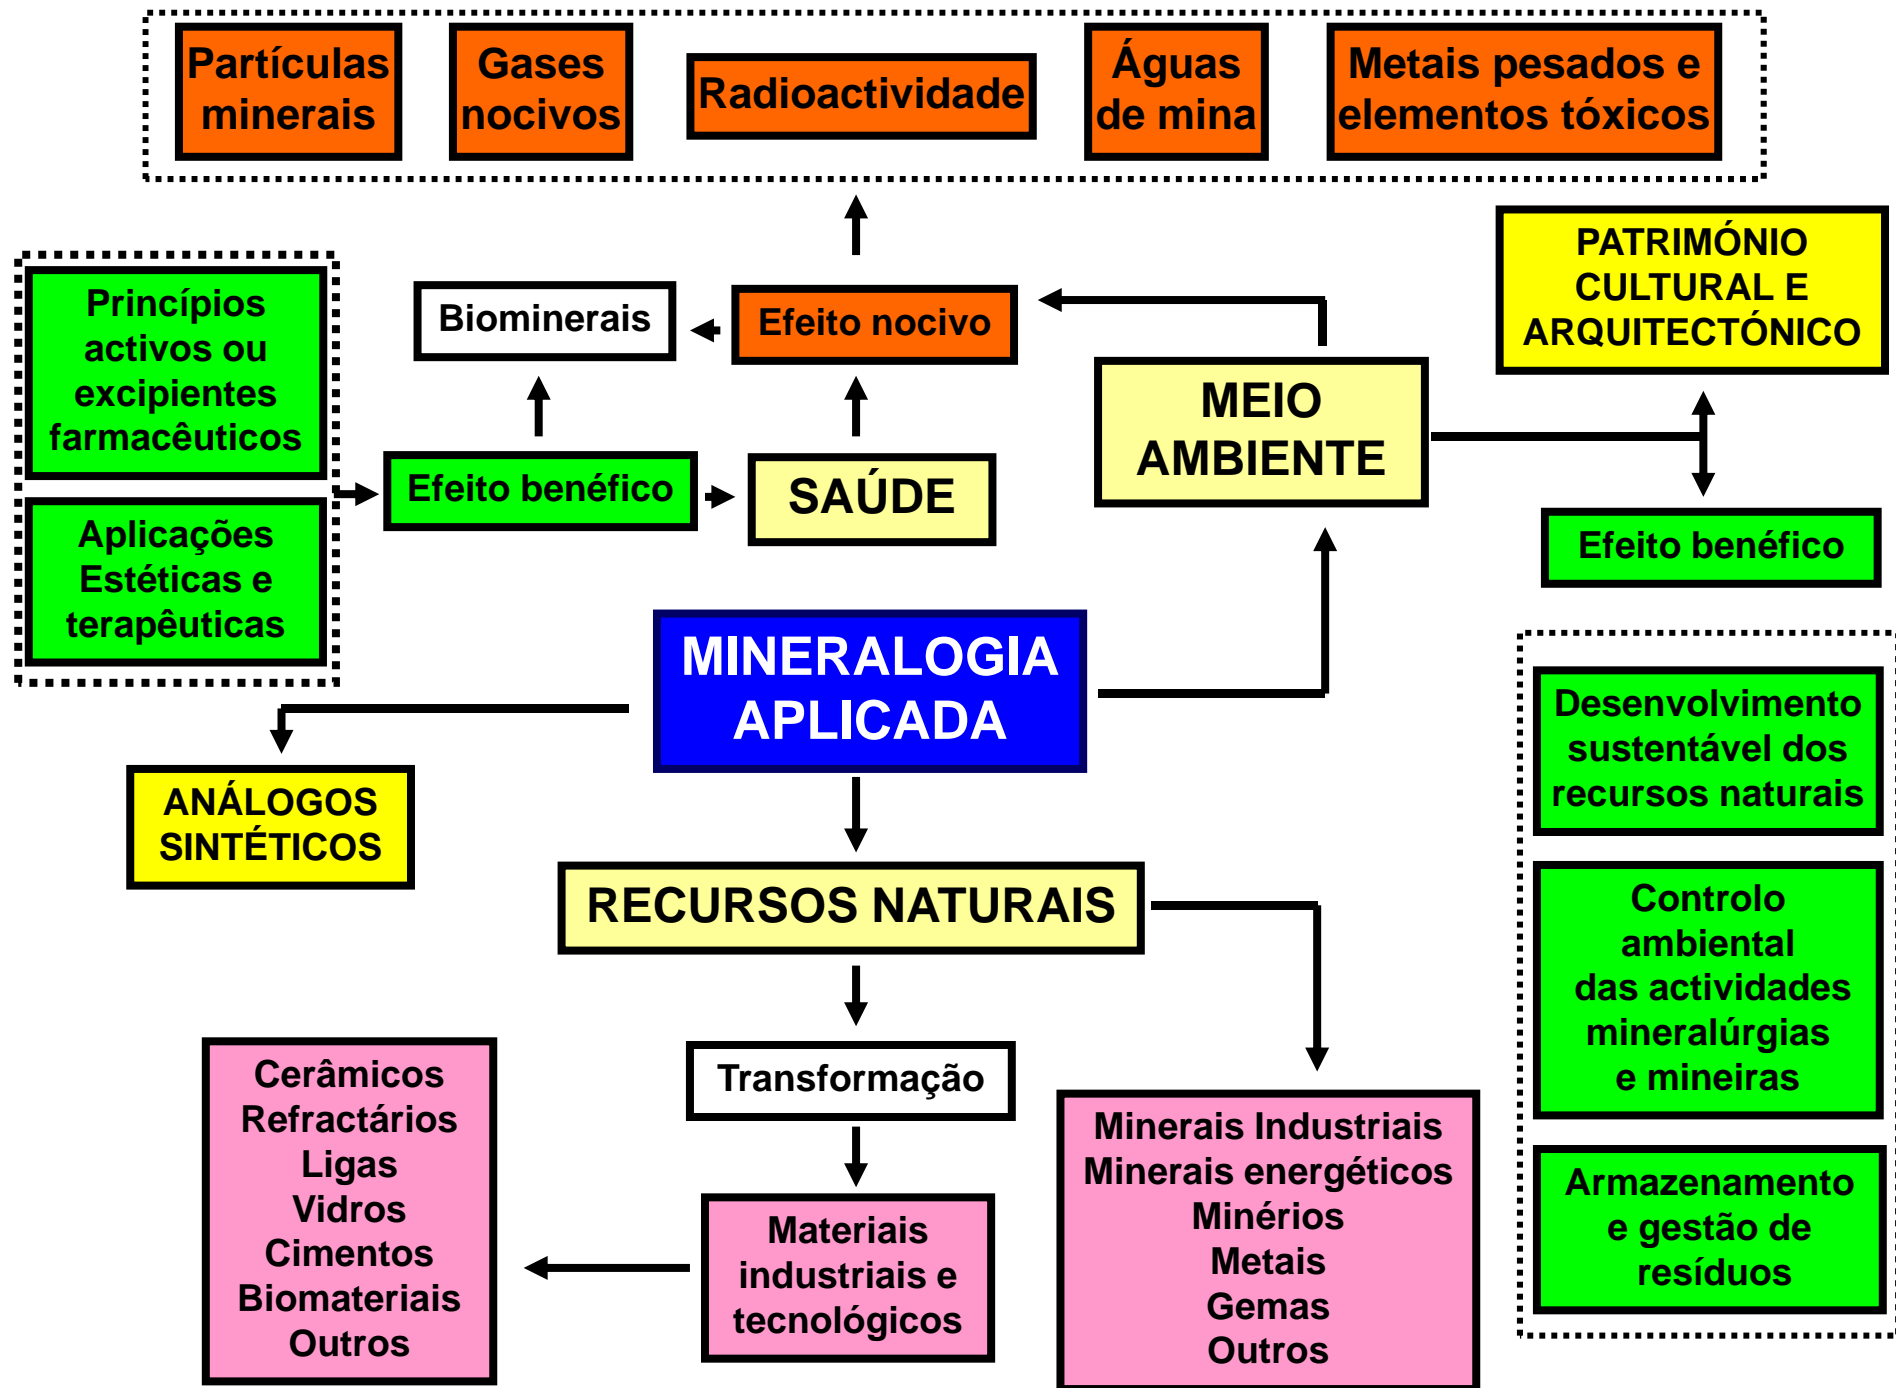 Partículas
minerais
Gases
nocivos
Radioactividade
Águas
de mina
Metais pesados e
elementos tóxicos
PATRIMÓNIO
CULTURAL E
ARQUITECTÓNICO
Princípios
activos ou
excipientes
farmacêuticos
Biominerais
Efeito nocivo
MEIO
AMBIENTE
Efeito benéfico
SAÚDE
Aplicações
Estéticas e
terapêuticas
Efeito benéfico
MINERALOGIA
APLICADA
ANÁLOGOS
SINTÉTICOS
Desenvolvimento
sustentável dos
recursos naturais
RECURSOS NATURAIS
Controlo
ambiental
das actividades
mineralúrgias
e mineiras
Transformação
Cerâmicos
Refractários
Ligas
Vidros
Cimentos
Biomateriais
Outros
Materiais
industriais e
tecnológicos
Minerais Industriais
Minerais energéticos
Minérios
Metais
Gemas
Outros
Armazenamento
e gestão de
resíduos